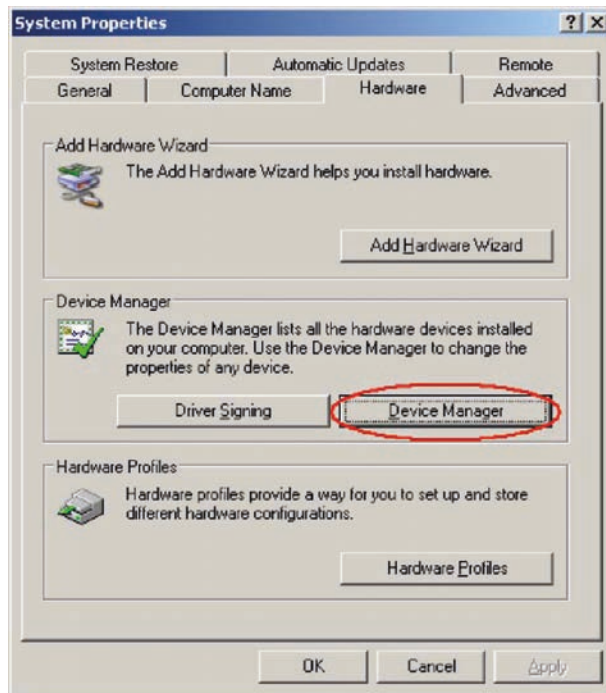 System Properties
System Restore
Automatic Updates
Remote
General
Computer Name
Hardware
Advanced
Add Hardware Wizard
The Add Hardware Wizard helps you install hardware.
Add Hardware Wizard
Device Manager
The Device Manager lists all the hardware devices installed
on your computer. Use the Device Manager to change the
properties of any device.
Driver Signing
Device Manager
Hardware Profiles
Hardware profiles provide a way for you to set up and store
different hardware configurations.
Hardware Profiles
OK
Cancel
Apply